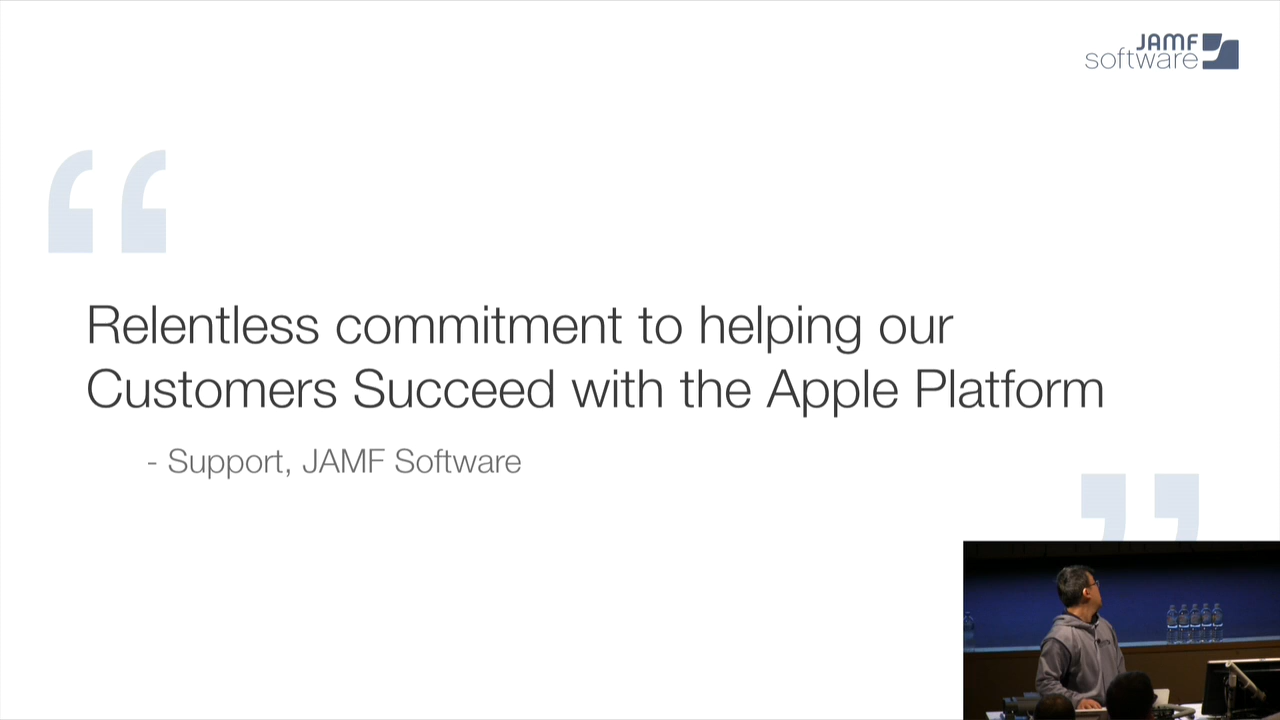 JAMF
software
Relentless commitment to helping our
Customers Succeed with the Apple Platform
- Support, JAMF Software